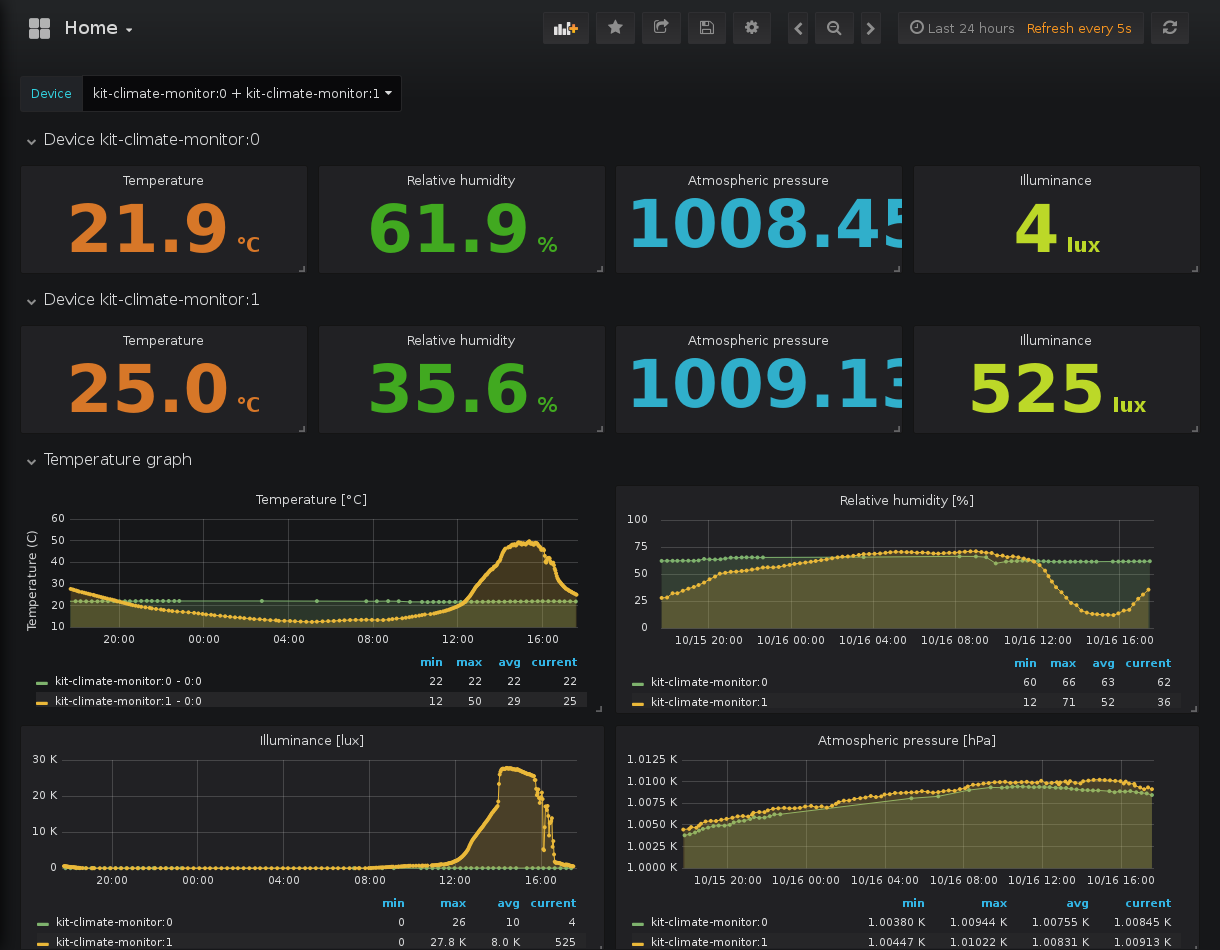 Home
Last 24 hours Refresh every 5s
Device kit-climate-monitor:0 + kit-climate-monitor:1
Device kit-climate-monitor:0
Temperature Relative humidity Atmospheric pressure Illuminance
21.9 °C 61.9 % 1008.45 4 lux
Device kit-climate-monitor:1
Temperature Relative humidity Atmospheric pressure Illuminance
25.0 °C 35.6 % 1009.13 525 lux
Temperature graph
Temperature [°C]
Temperature (C)
60
50
40
30
20
10
20:00 00:00 04:00 08:00 12:00 16:00
min max avg current
kit-climate-monitor:0 - 0:0 22 22 22 22
kit-climate-monitor:1 - 0:0 12 50 29 25
Relative humidity [%]
100
75
50
25
0
10/15 20:00 10/16 00:00 10/16 04:00 10/16 08:00 10/16 12:00 10/16 16:00
min max avg current
kit-climate-monitor:0 60 66 63 62
kit-climate-monitor:1 12 71 52 36
Illuminance [lux]
30 K
20 K
10 K
0
20:00 00:00 04:00 08:00 12:00 16:00
min max avg current
kit-climate-monitor:0 0 26 10 4
kit-climate-monitor:1 0 27.8 K 8.0 K 525
Atmospheric pressure [hPa]
1.0125 K
1.0100 K
1.0075 K
1.0050 K
1.0025 K
1.0000 K
10/15 20:00 10/16 00:00 10/16 04:00 10/16 08:00 10/16 12:00 10/16 16:00
min max avg current
kit-climate-monitor:0 1.00380 K 1.00944 K 1.00755 K 1.00845 K
kit-climate-monitor:1 1.00447 K 1.01022 K 1.00831 K 1.00913 K